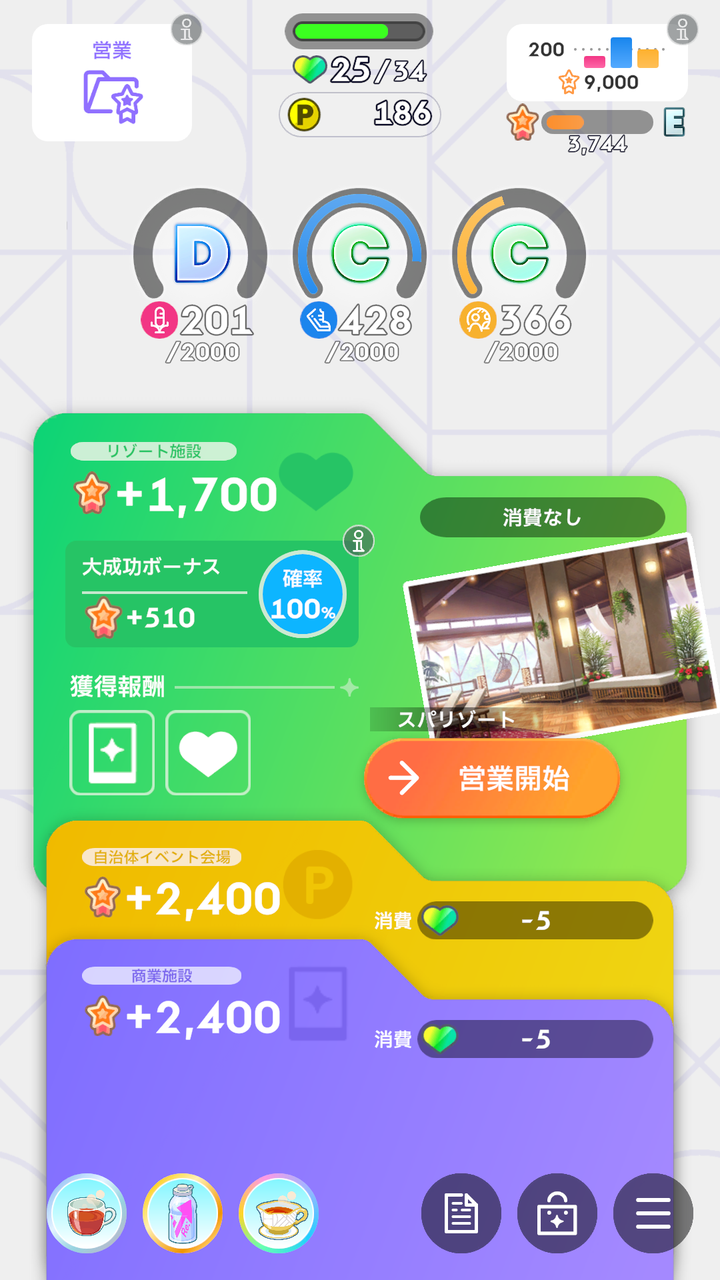 営業
25/34
P 186
200
9,000
3,744
E
D
C
C
201
/2000
428
/2000
366
/2000
リゾート施設
+1,700
消費なし
大成功ボーナス
+510
確率
100%
獲得報酬
スパリゾート
営業開始
自治体イベント会場
+2,400
P
消費 -5
商業施設
+2,400
消費 -5